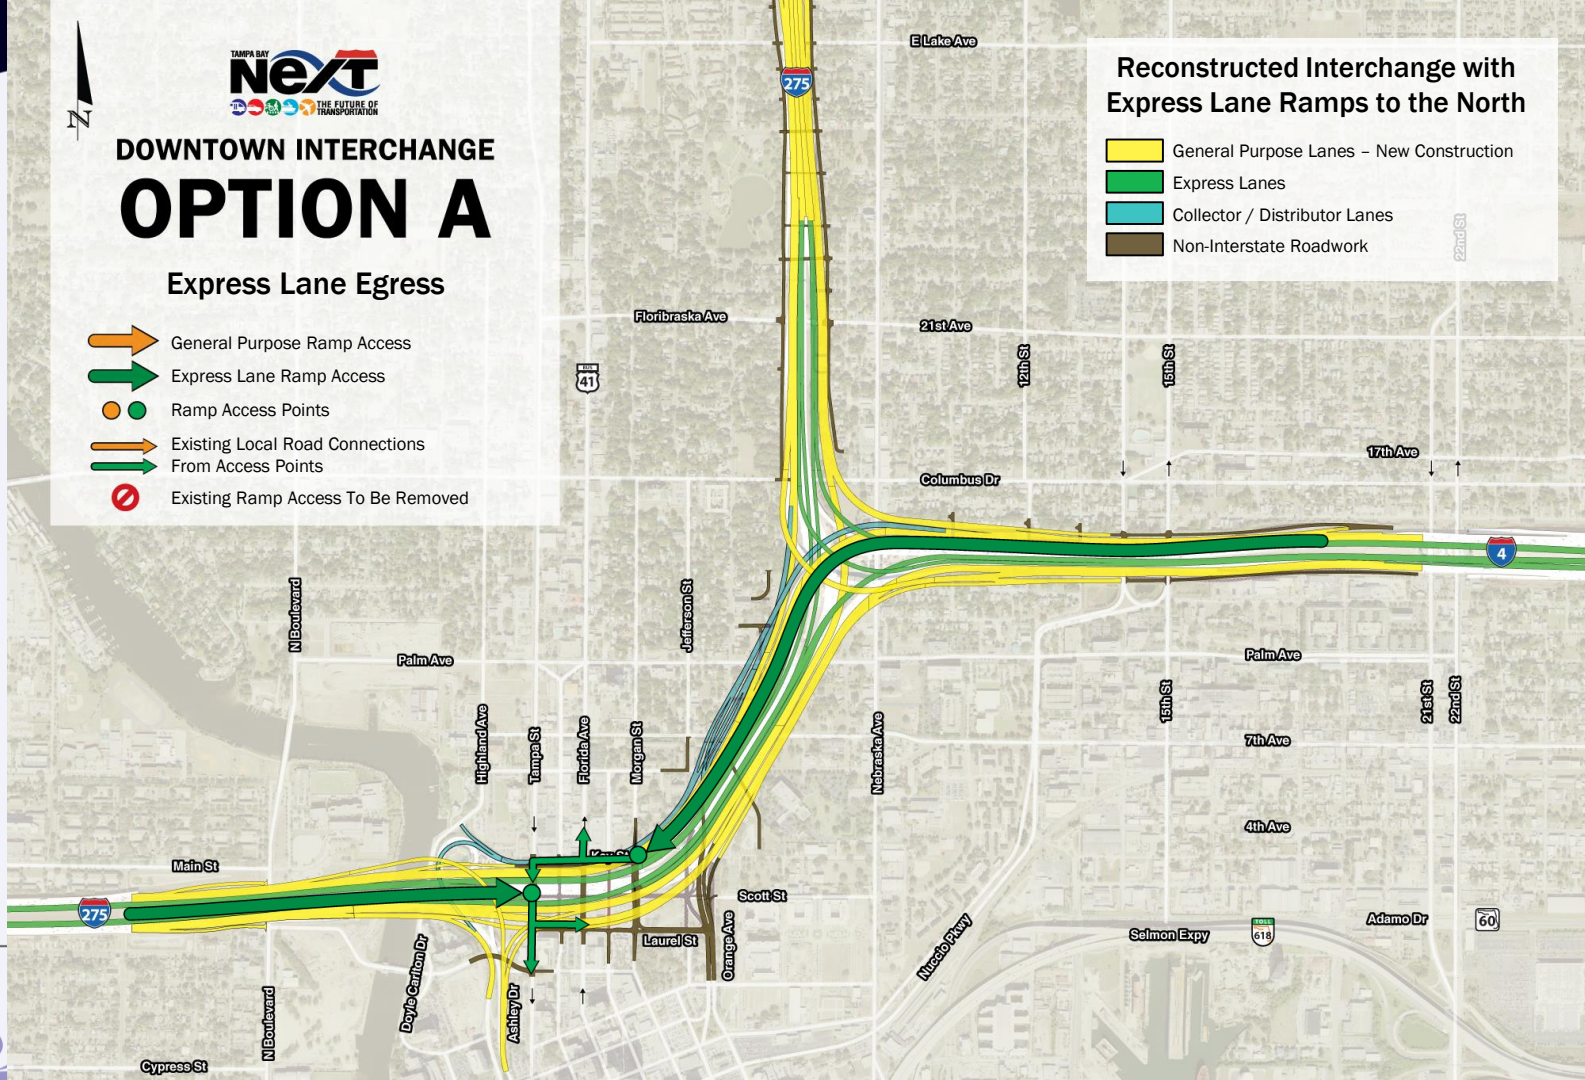 TAMPA BAY
NeXT
THE FUTURE OF
TRANSPORTATION
N
DOWNTOWN INTERCHANGE
OPTION A
Express Lane Egress
General Purpose Ramp Access
Express Lane Ramp Access
Ramp Access Points
Existing Local Road Connections
From Access Points
Existing Ramp Access To Be Removed
Reconstructed Interchange with
Express Lane Ramps to the North
General Purpose Lanes – New Construction
Express Lanes
Collector / Distributor Lanes
Non-Interstate Roadwork
E Lake Ave
275
22nd St
Floribraska Ave
21st Ave
41
12th St
15th St
17th Ave
Columbus Dr
4
N Boulevard
Jefferson St
Palm Ave
Palm Ave
15th St
21st St
22nd St
Highland Ave
Tampa St
Florida Ave
Morgan St
Nebraska Ave
7th Ave
4th Ave
Main St
275
Scott St
Laurel St
Orange Ave
Nuccio Pkwy
Selmon Expy
TOLL
618
Adamo Dr
60
Doyle Carlton Dr
Ashley Dr
N Boulevard
Cypress St